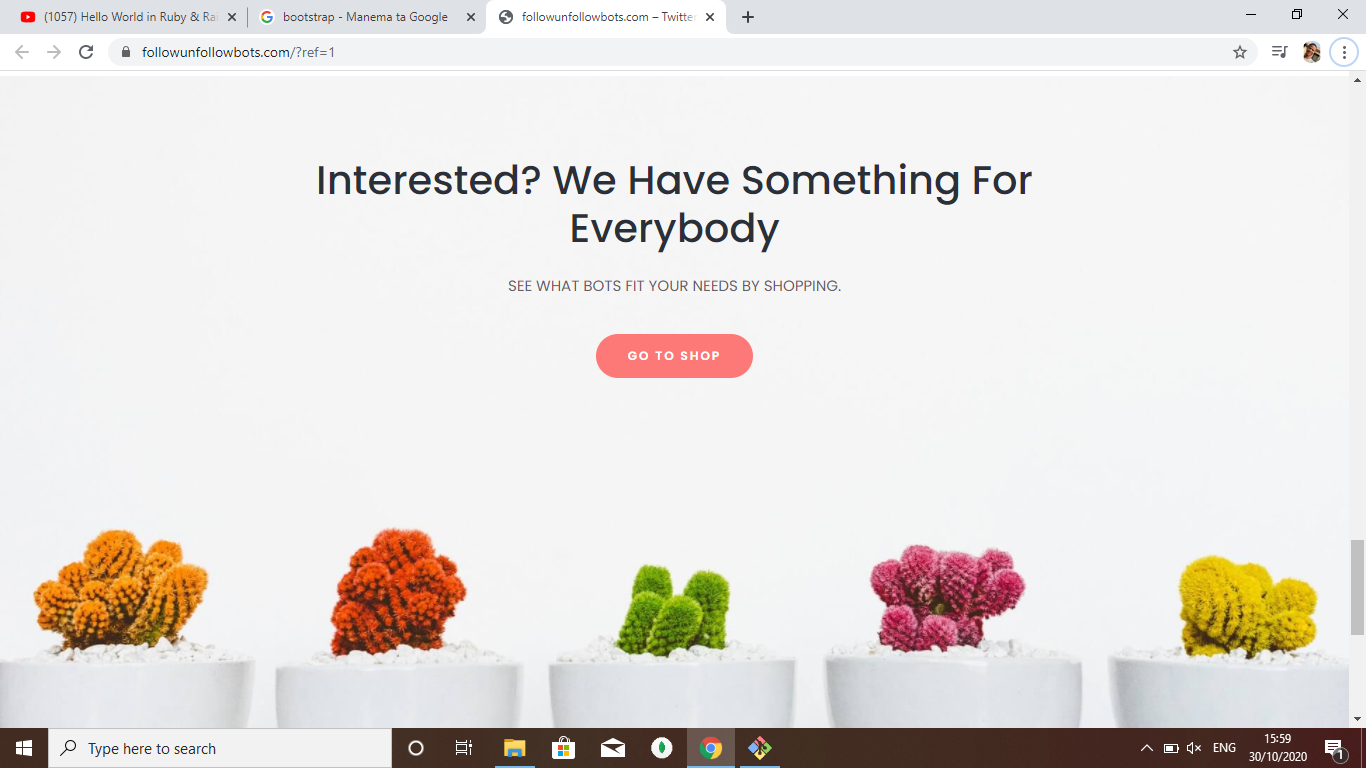 (1057) Hello World in Ruby & Rai
bootstrap - Manema ta Google
followunfollowbots.com – Twitter
followunfollowbots.com/?ref=1
Interested? We Have Something For
Everybody
SEE WHAT BOTS FIT YOUR NEEDS BY SHOPPING.
GO TO SHOP
Type here to search
ENG
15:59
30/10/2020
1